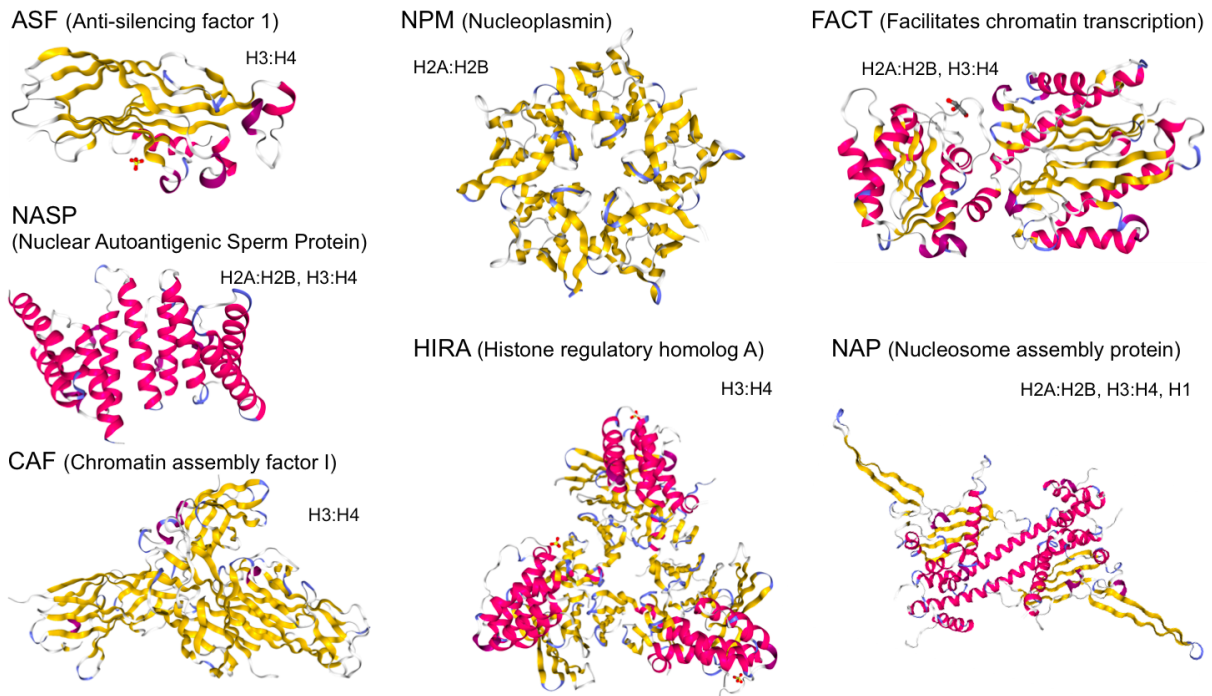 ASF (Anti-silencing factor 1)
H3:H4
NASP
(Nuclear Autoantigenic Sperm Protein)
H2A:H2B, H3:H4
CAF (Chromatin assembly factor I)
H3:H4
NPM (Nucleoplasmin)
H2A:H2B
HIRA (Histone regulatory homolog A)
H3:H4
FACT (Facilitates chromatin transcription)
H2A:H2B, H3:H4
NAP (Nucleosome assembly protein)
H2A:H2B, H3:H4, H1